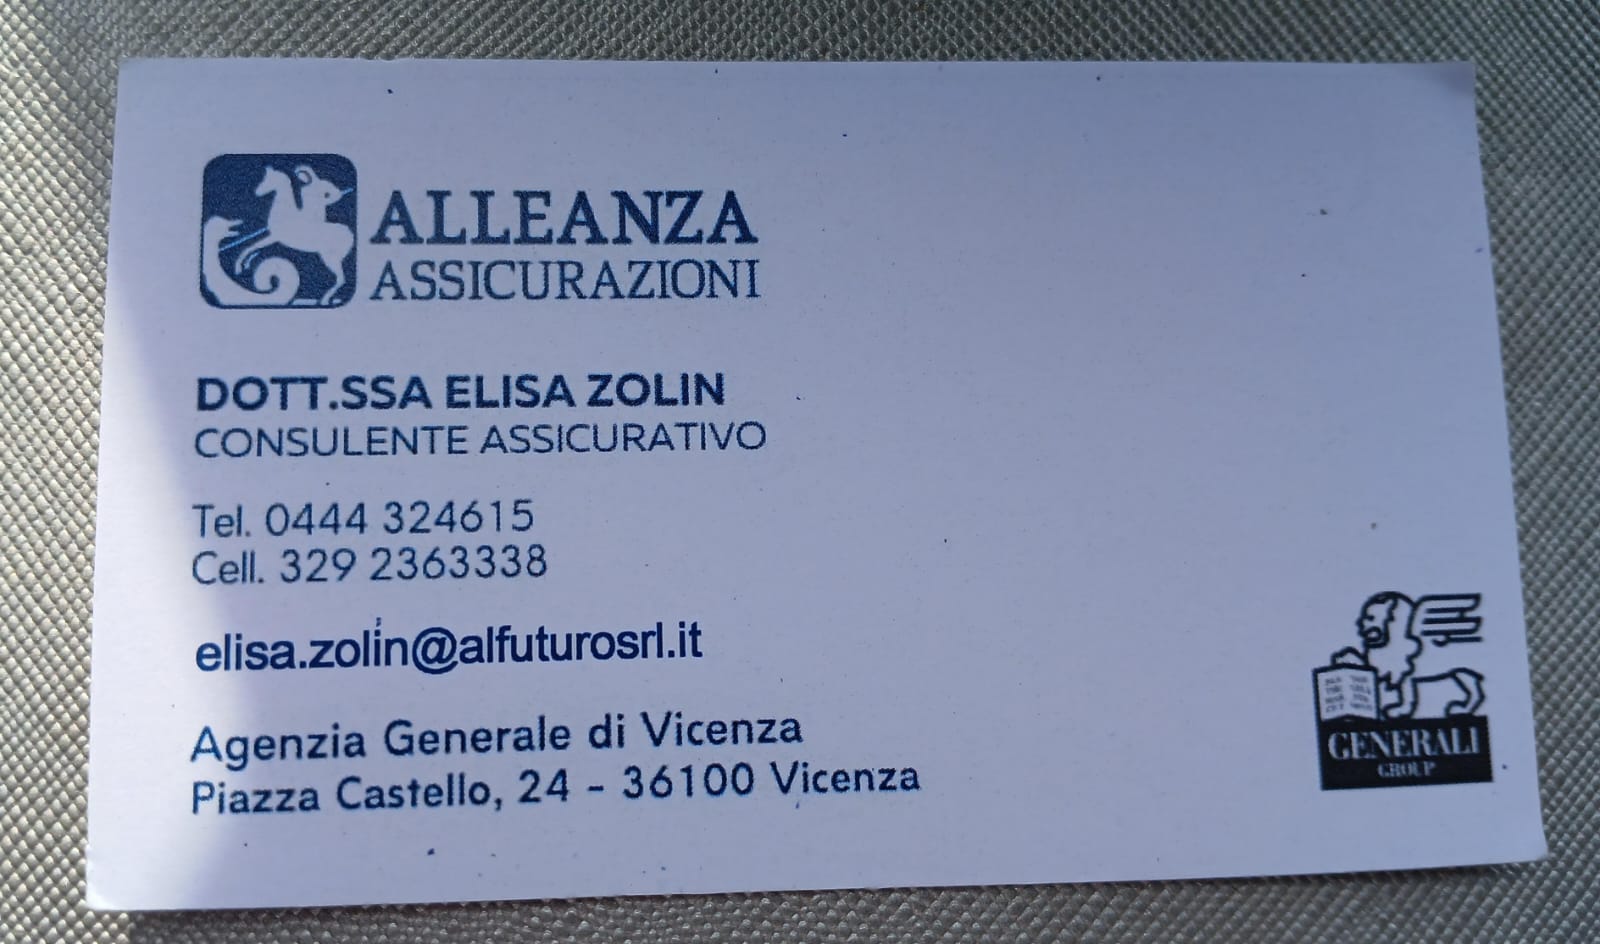 ALLEANZA
ASSICURAZIONI
DOTT.SSA ELISA ZOLIN
CONSULENTE ASSICURATIVO
Tel. 0444 324615
Cell. 329 2363338
elisa.zolin@alfuturosrl.it
Agenzia Generale di Vicenza
Piazza Castello, 24 - 36100 Vicenza
GENERALI
GROUP